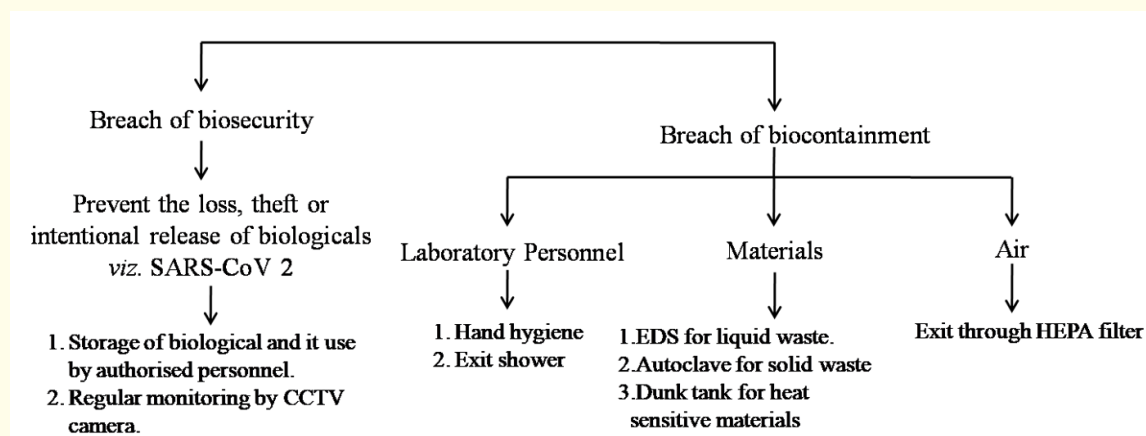 Breach of biosecurity
Prevent the loss, theft or
intentional release of biologicals
viz. SARS-CoV 2
1. Storage of biological and it use
by authorised personnel.
2. Regular monitoring by CCTV
camera.
Breach of biocontainment
Laboratory Personnel
1. Hand hygiene
2. Exit shower
Materials
1.EDS for liquid waste.
2.Autoclave for solid waste
3.Dunk tank for heat
sensitive materials
Air
Exit through HEPA filter